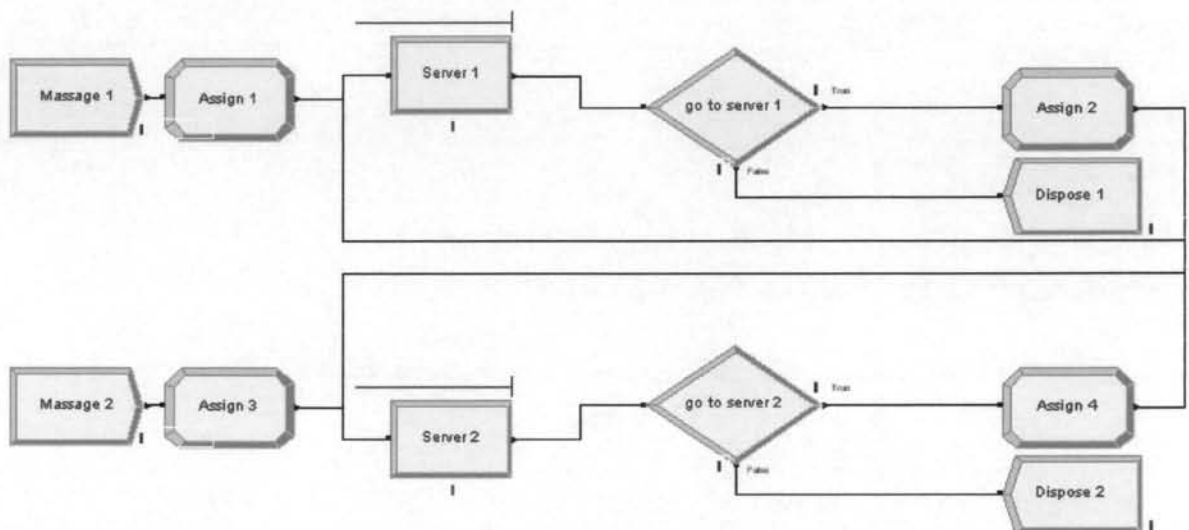 Massage 1
Assign 1
Server 1
go to server 1
True
False
Assign 2
Dispose 1
Massage 2
Assign 3
Server 2
go to server 2
True
False
Assign 4
Dispose 2